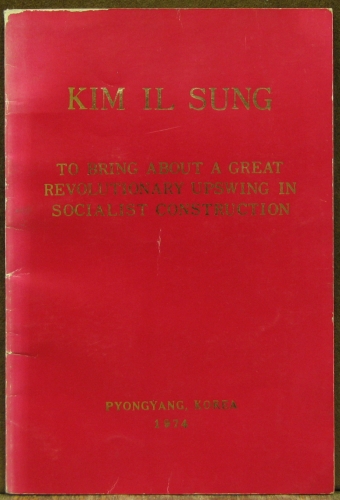 KIM IL SUNG
TO BRING ABOUT A GREAT
REVOLUTIONARY UPSWING IN
SOCIALIST CONSTRUCTION
PYONGYANG, KOREA
1974